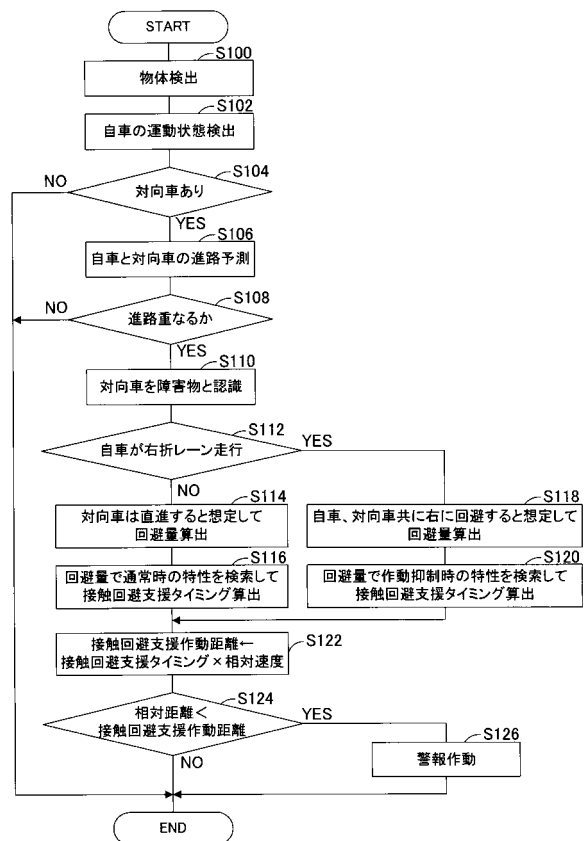 START
S100
物体検出
S102
自車の運動状態検出
S104
NO
対向車あり
YES
S106
自車と対向車の進路予測
S108
NO
進路重なるか
YES
S110
対向車を障害物と認識
S112
自車が右折レーン走行
YES
NO
S114
対向車は直進すると想定して
回避量算出
S118
自車、対向車共に右に回避すると想定して
回避量算出
S116
回避量で通常時の特性を検索して
接触回避支援タイミング算出
S120
回避量で作動抑制時の特性を検索して
接触回避支援タイミング算出
接触回避支援作動距離←
接触回避支援タイミング×相対速度
S122
S124
相対距離<
接触回避支援作動距離
YES
NO
S126
警報作動
END